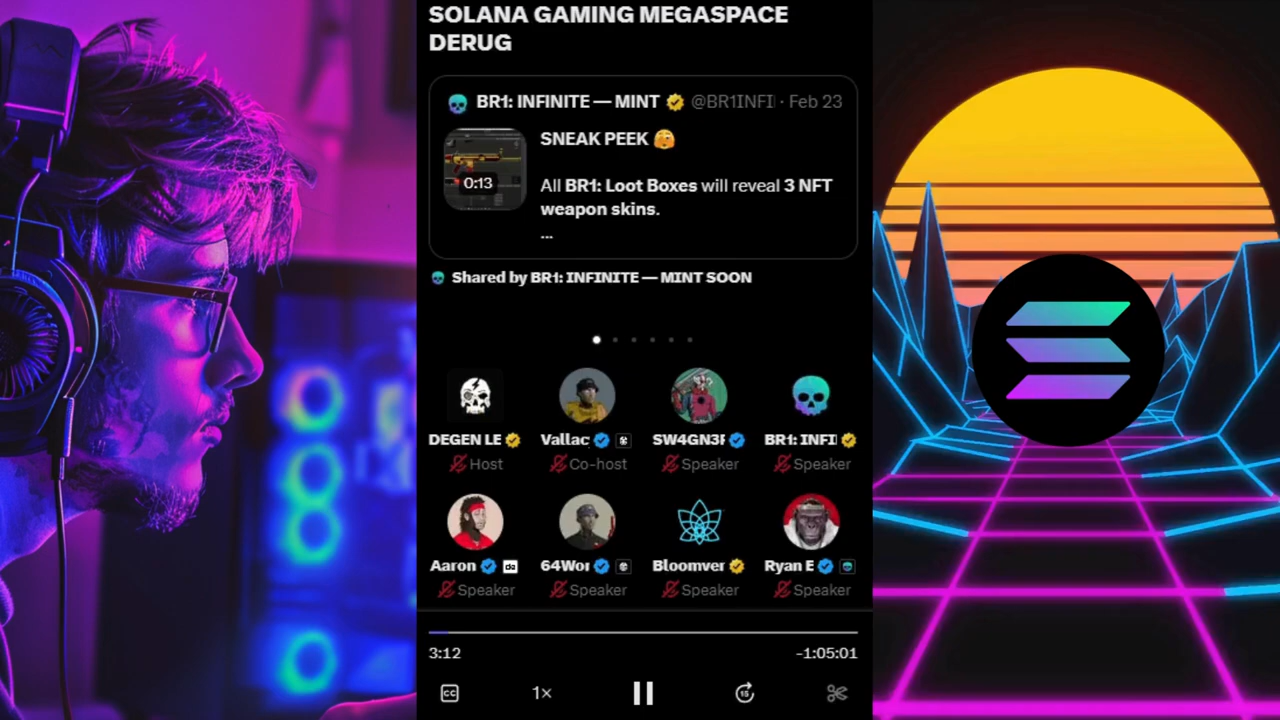 SOLANA GAMING MEGASPACE
DERUG
BR1: INFINITE — MINT @BR1INFI · Feb 23
SNEAK PEEK 🫢
0:13
All BR1: Loot Boxes will reveal 3 NFT
weapon skins.
...
Shared by BR1: INFINITE — MINT SOON
DEGEN LE Vallac SW4GN3F BR1: INFI
Host Co-host Speaker Speaker
Aaron 64Wor Bloomver Ryan E
Speaker Speaker Speaker Speaker
3:12 -1:05:01
CC 1× 15